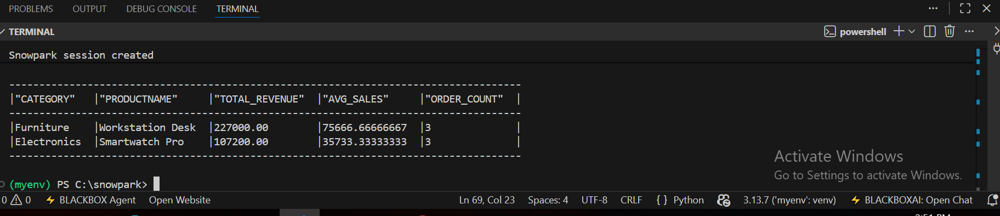 PROBLEMS OUTPUT DEBUG CONSOLE TERMINAL
TERMINAL powershell
Snowpark session created
----------------------------------------------------------------------------------------
|"CATEGORY" |"PRODUCTNAME" |"TOTAL_REVENUE" |"AVG_SALES" |"ORDER_COUNT" |
----------------------------------------------------------------------------------------
|Furniture |Workstation Desk |227000.00 |75666.66666667 |3 |
|Electronics |Smartwatch Pro |107200.00 |35733.33333333 |3 |
----------------------------------------------------------------------------------------
Activate Windows
Go to Settings to activate Windows.
(myenv) PS C:\snowpark>
0 0 BLACKBOX Agent Open Website Ln 69, Col 23 Spaces: 4 UTF-8 CRLF { } Python 3.13.7 ('myenv': venv) BLACKBOXAI: Open Chat